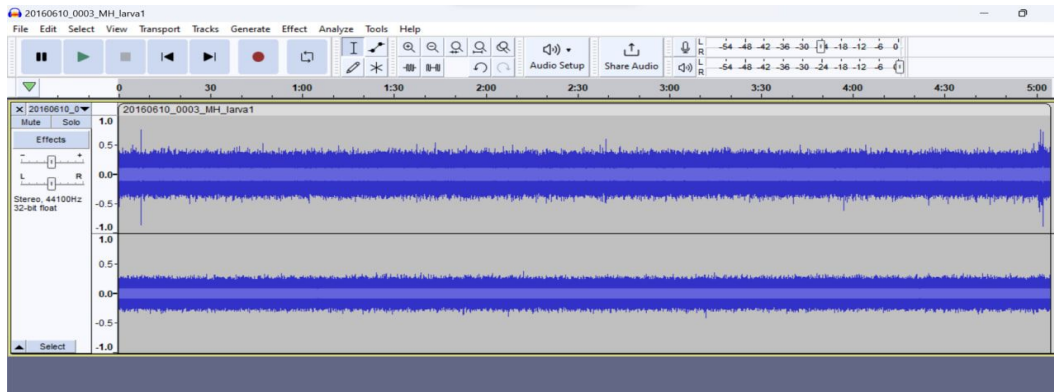 20160610_0003_MH_larva1
File Edit Select View Transport Tracks Generate Effect Analyze Tools Help
L R -54 -48 -42 -36 -30 -24 -18 -12 -6 0
Audio Setup Share Audio L R -54 -48 -42 -36 -30 -24 -18 -12 -6 0
0 30 1:00 1:30 2:00 2:30 3:00 3:30 4:00 4:30 5:00
20160610_0 20160610_0003_MH_larva1
Mute Solo 1.0
Effects 0.5
- + 0.0
L R
Stereo, 44100Hz
32-bit float -0.5
-1.0
1.0
0.5
0.0
-0.5
Select -1.0